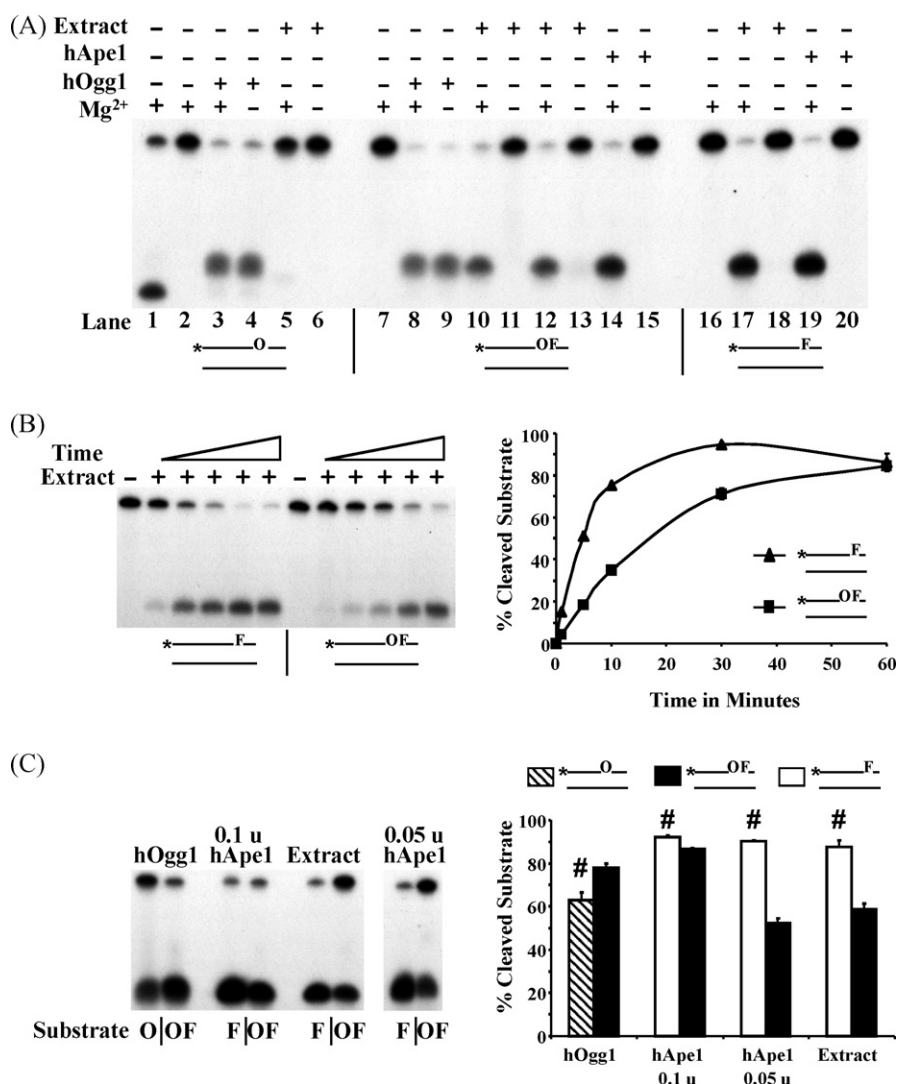 (A)
Extract – – – – + + – – – + + + + – – – + + – –
hApe1 – – – – – – – – – – – – – + + – – – + +
hOgg1 – – + + – – – + + – – – – – – – – – – –
Mg2+ + + + – + – + + – + – + – + – + + – + –
Lane 1 2 3 4 5 6 7 8 9 10 11 12 13 14 15 16 17 18 19 20
* O * OF * F
(B)
Time
Extract – + + + + + – + + + + +
* F * OF
% Cleaved Substrate
100
80
60
40
20
0
* F
* OF
0 10 20 30 40 50 60
Time in Minutes
(C)
hOgg1 0.1 u hApe1 Extract 0.05 u hApe1
Substrate O|OF F|OF F|OF F|OF
* O * OF * F
% Cleaved Substrate
100
80
60
40
20
0
# # # #
hOgg1 hApe1 hApe1 Extract
0.1 u 0.05 u